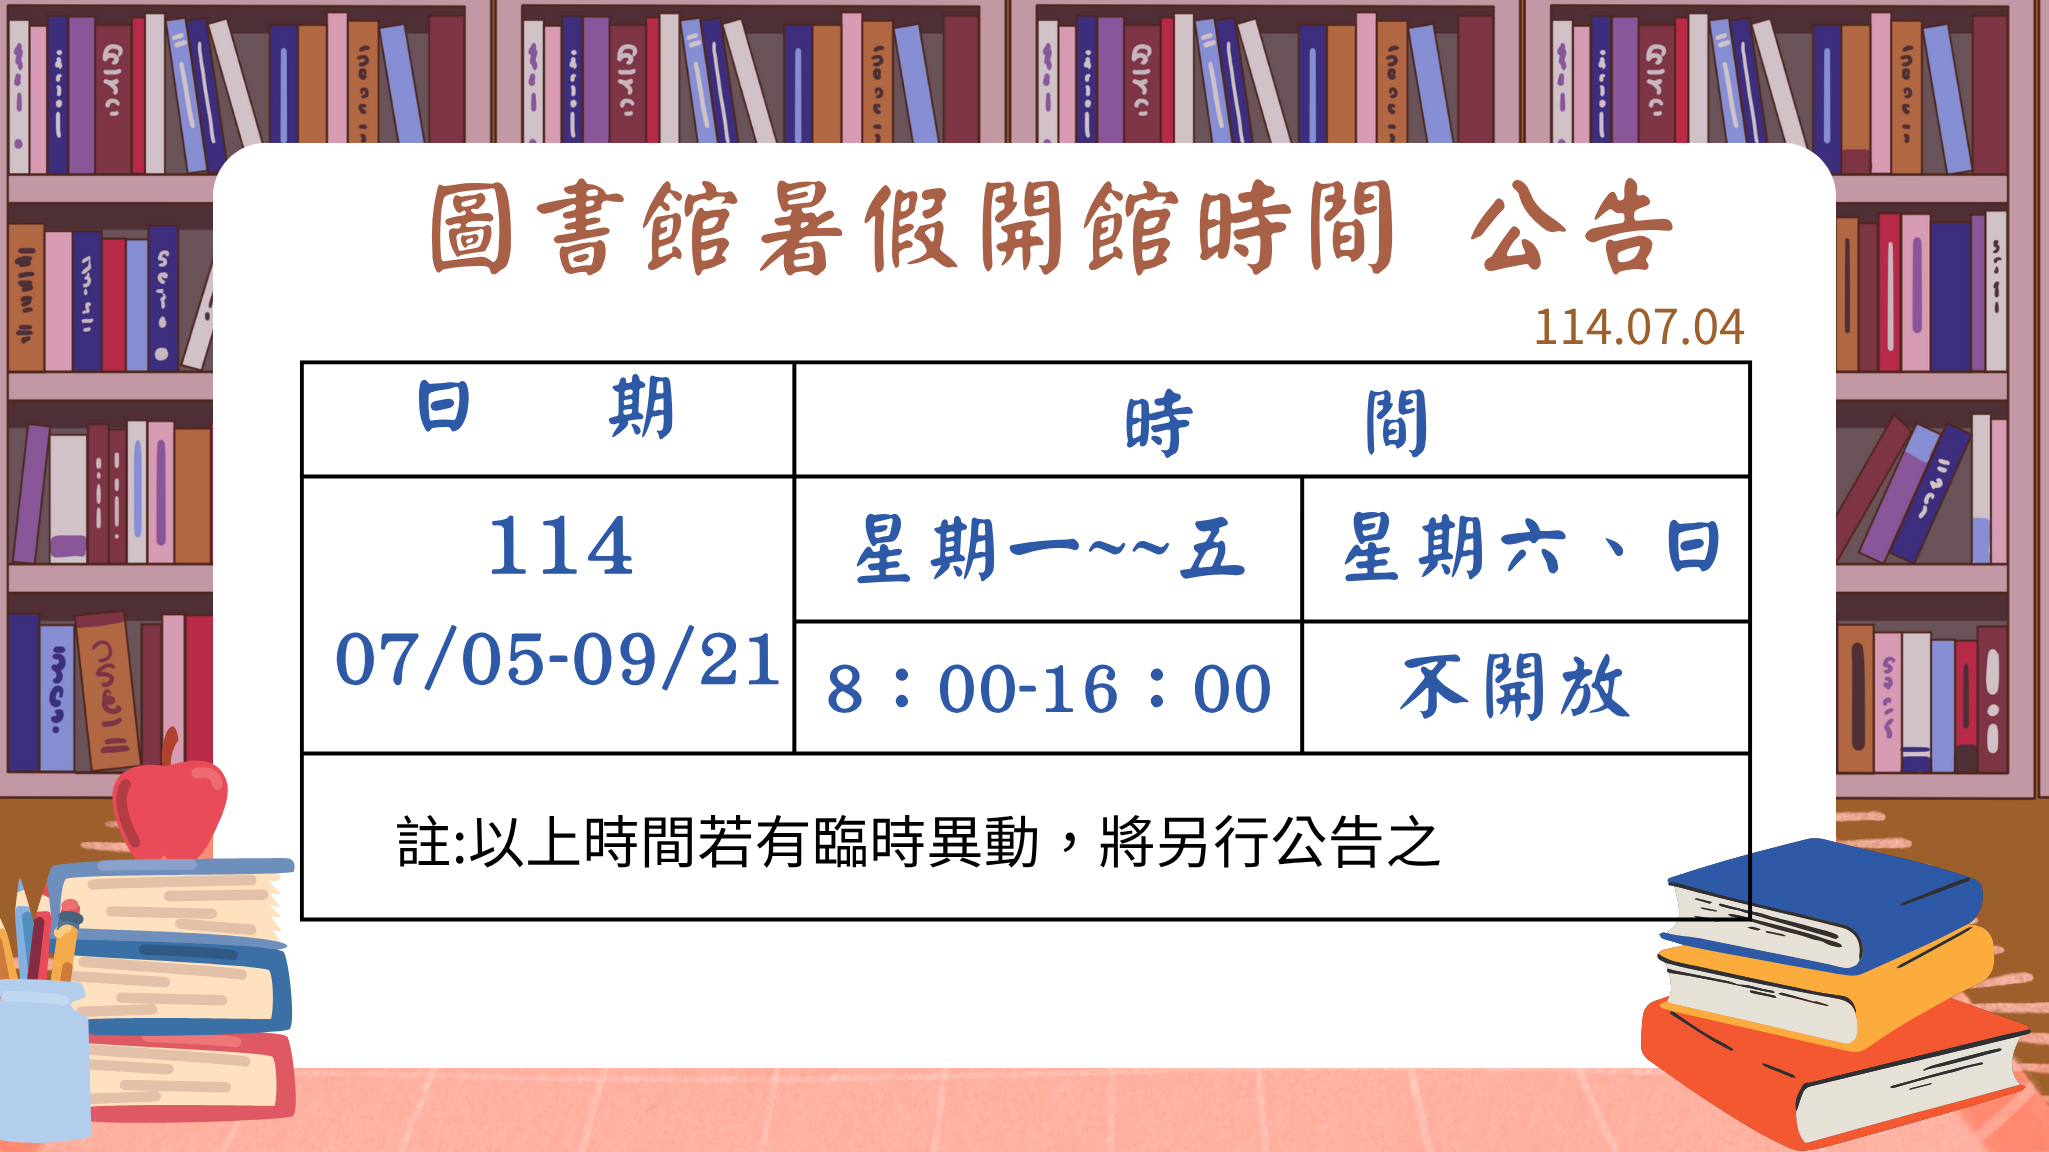 圖書館暑假開館時間 公告
114.07.04
日 期
時 間
114
07/05-09/21
星期一~~五
星期六、日
8：00-16：00
不開放
註:以上時間若有臨時異動，將另行公告之